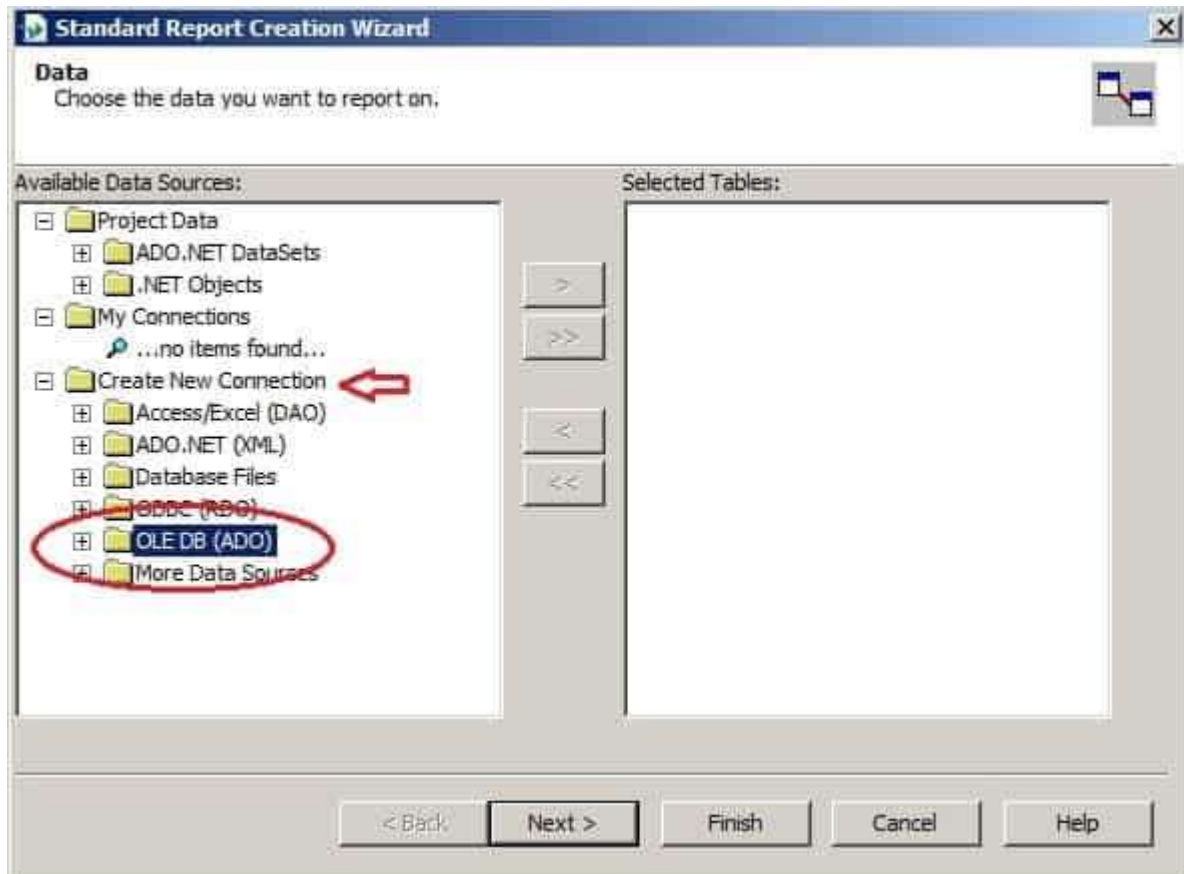 Standard Report Creation Wizard
Data
Choose the data you want to report on.
Available Data Sources:
Selected Tables:
Project Data
ADO.NET DataSets
.NET Objects
My Connections
...no items found...
Create New Connection
Access/Excel (DAO)
ADO.NET (XML)
Database Files
ODBC (RDO)
OLE DB (ADO)
More Data Sources
>
>>
<
<<
< Back
Next >
Finish
Cancel
Help